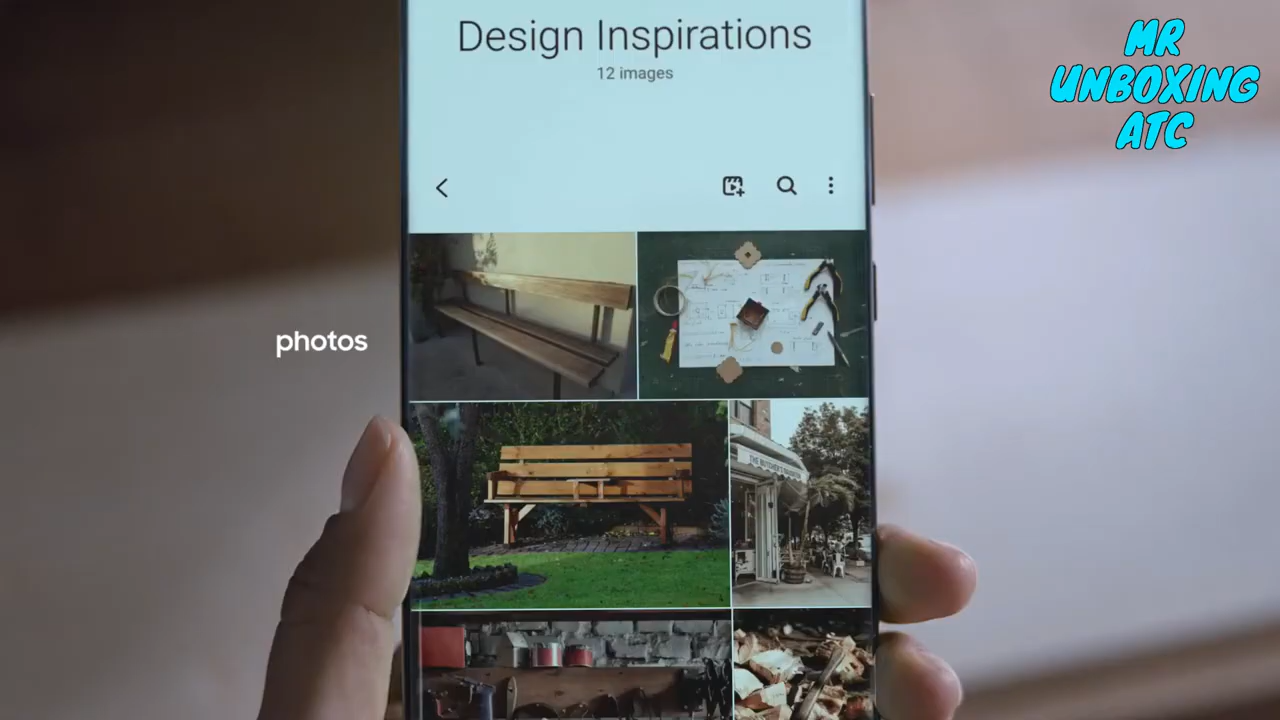 Design Inspirations
12 images
MR
UNBOXING
ATC
photos